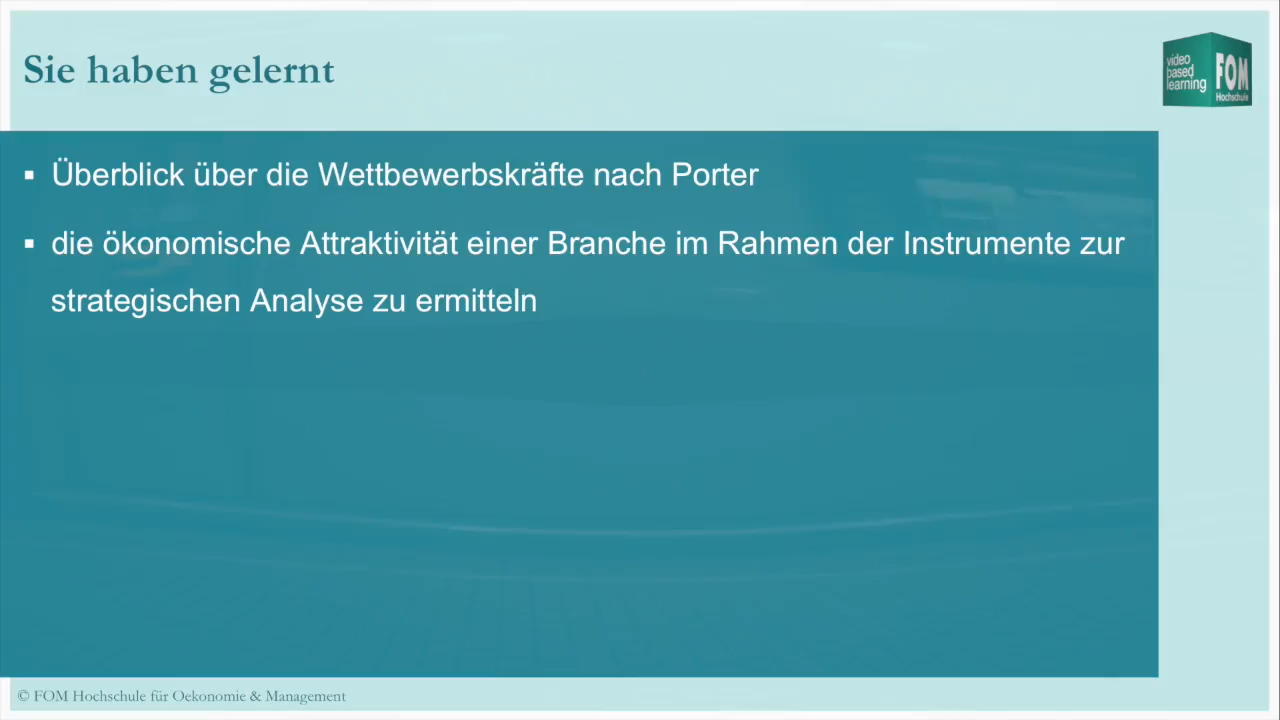 Sie haben gelernt
video
based
learning
FOM
Hochschule
▪ Überblick über die Wettbewerbskräfte nach Porter
▪ die ökonomische Attraktivität einer Branche im Rahmen der Instrumente zur
strategischen Analyse zu ermitteln
© FOM Hochschule für Oekonomie & Management